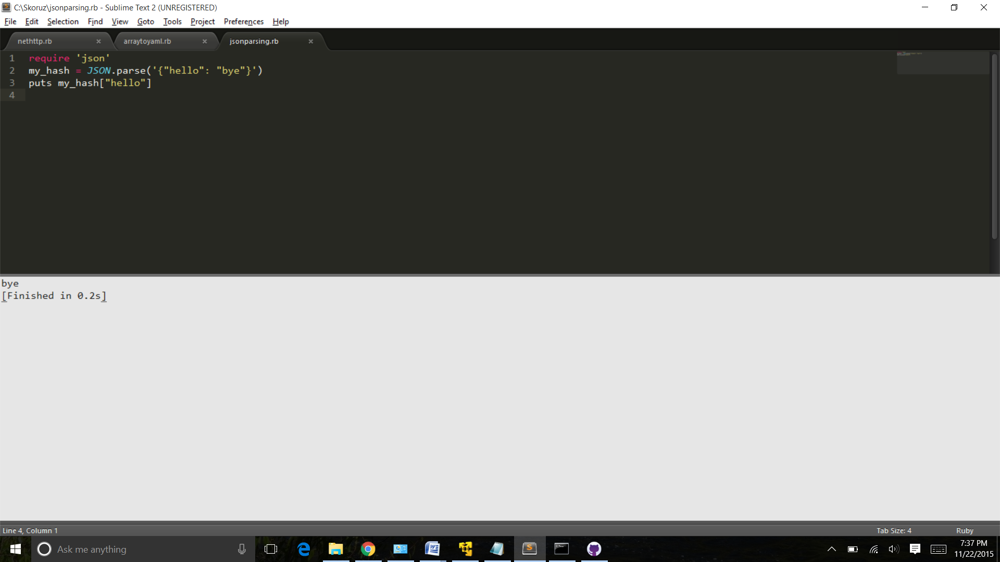 C:\Skoruz\jsonparsing.rb - Sublime Text 2 (UNREGISTERED)
File Edit Selection Find View Goto Tools Project Preferences Help
nethttp.rb × arraytoyaml.rb × jsonparsing.rb ×
1 require 'json'
2 my_hash = JSON.parse('{"hello": "bye"}')
3 puts my_hash["hello"]
4
bye
[Finished in 0.2s]
Line 4, Column 1 Tab Size: 4 Ruby
Ask me anything
7:37 PM
11/22/2015